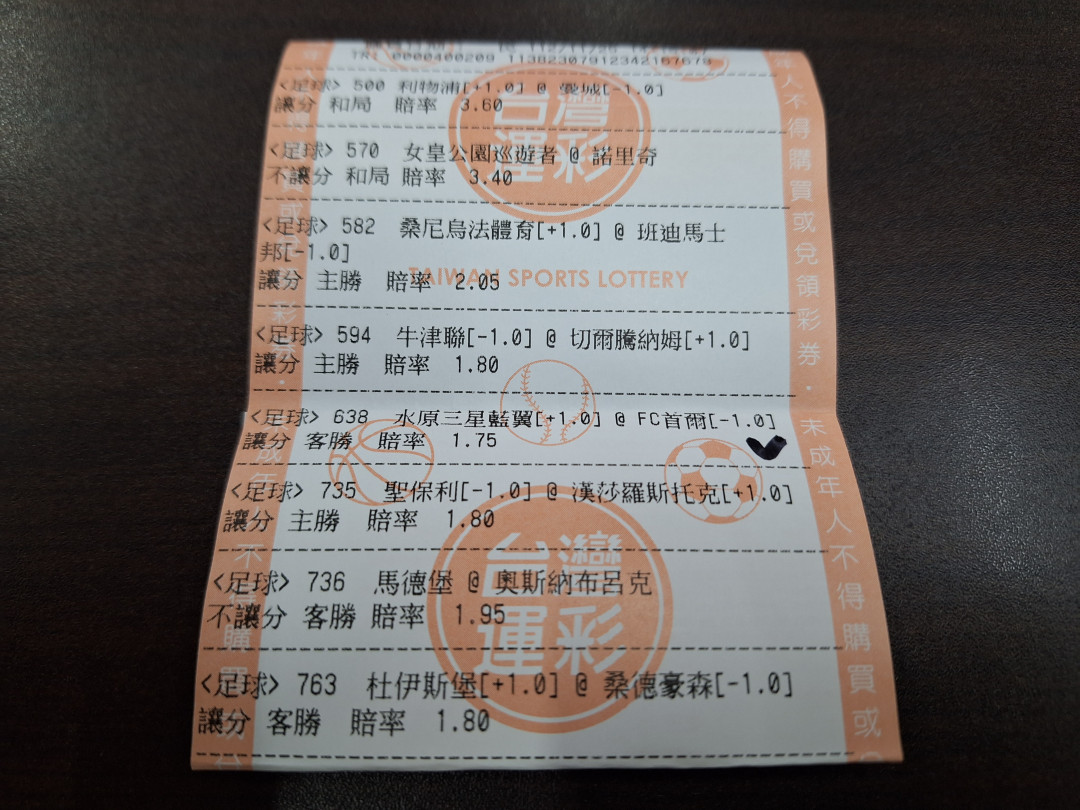 TR: 0000400209 11382307912342167679
<足球> 500 利物浦[+1.0] @ 曼城[-1.0]
讓分 和局 賠率 3.60
<足球> 570 女皇公園巡遊者 @ 諾里奇
不讓分 和局 賠率 3.40
<足球> 582 桑尼烏法體育[+1.0] @ 班迪馬士
邦[-1.0]
讓分 主勝 賠率 2.05
TAIWAN SPORTS LOTTERY
<足球> 594 牛津聯[-1.0] @ 切爾騰納姆[+1.0]
讓分 主勝 賠率 1.80
<足球> 638 水原三星藍翼[+1.0] @ FC首爾[-1.0]
讓分 客勝 賠率 1.75
<足球> 735 聖保利[-1.0] @ 漢莎羅斯托克[+1.0]
讓分 主勝 賠率 1.80
<足球> 736 馬德堡 @ 奧斯納布呂克
不讓分 客勝 賠率 1.95
<足球> 763 杜伊斯堡[+1.0] @ 桑德豪森[-1.0]
讓分 客勝 賠率 1.80
台灣
運彩
台灣
運彩
年人不得購買或兌領彩券·未成年人不得購買或